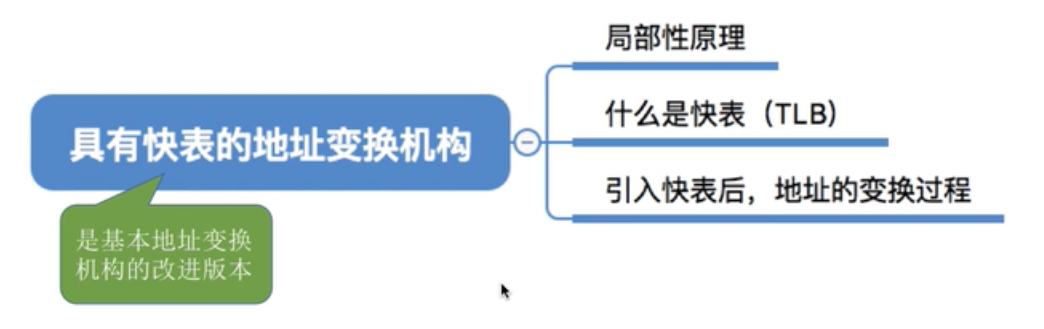 局部性原理
具有快表的地址变换机构
什么是快表（TLB）
引入快表后，地址的变换过程
是基本地址变换
机构的改进版本